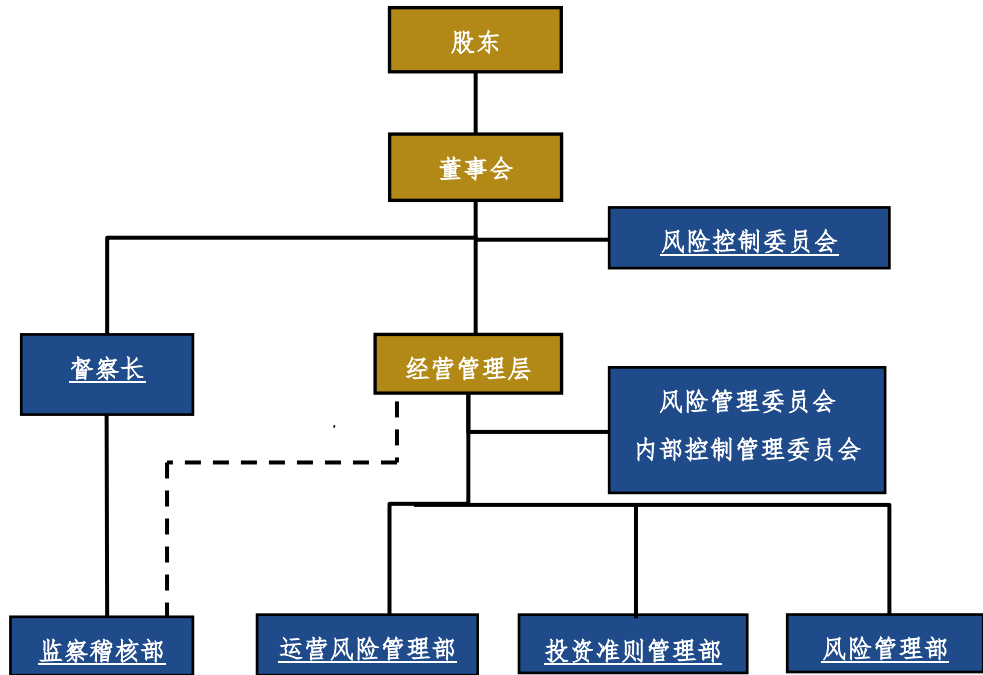 股东
董事会
风险控制委员会
督察长
经营管理层
风险管理委员会
内部控制管理委员会
监察稽核部
运营风险管理部
投资准则管理部
风险管理部